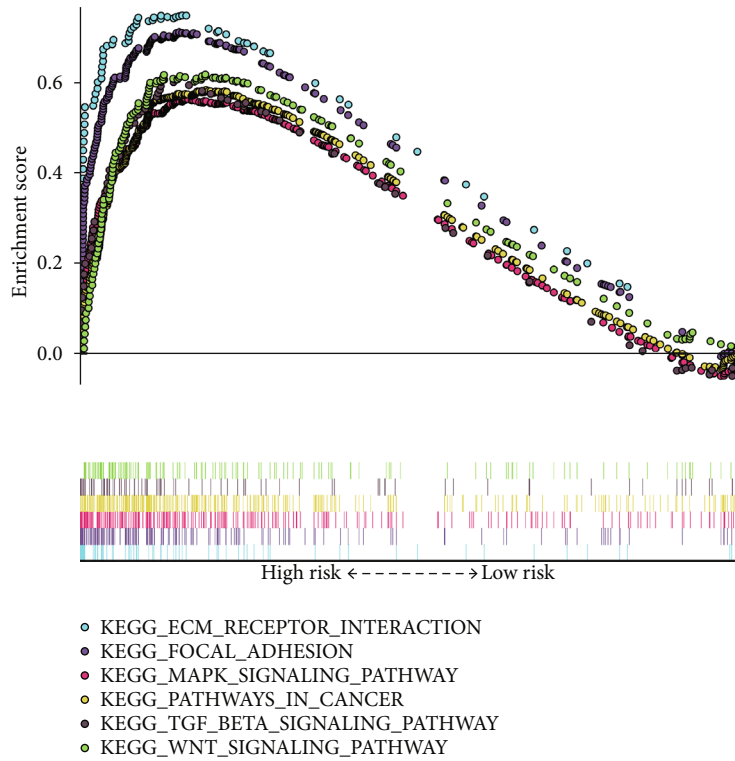 Enrichment score
0.6
0.4
0.2
0.0
High risk
Low risk
KEGG_ECM_RECEPTOR_INTERACTION
KEGG_FOCAL_ADHESION
KEGG_MAPK_SIGNALING_PATHWAY
KEGG_PATHWAYS_IN_CANCER
KEGG_TGF_BETA_SIGNALING_PATHWAY
KEGG_WNT_SIGNALING_PATHWAY